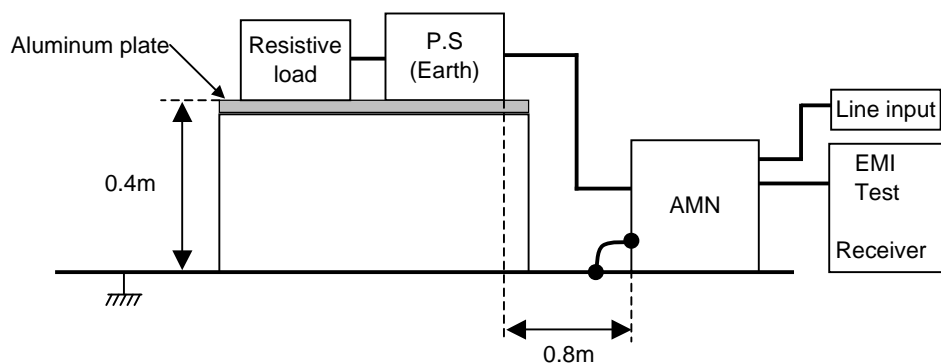 Aluminum plate
Resistive
load
P.S
(Earth)
Line input
EMI
Test
Receiver
AMN
0.4m
0.8m